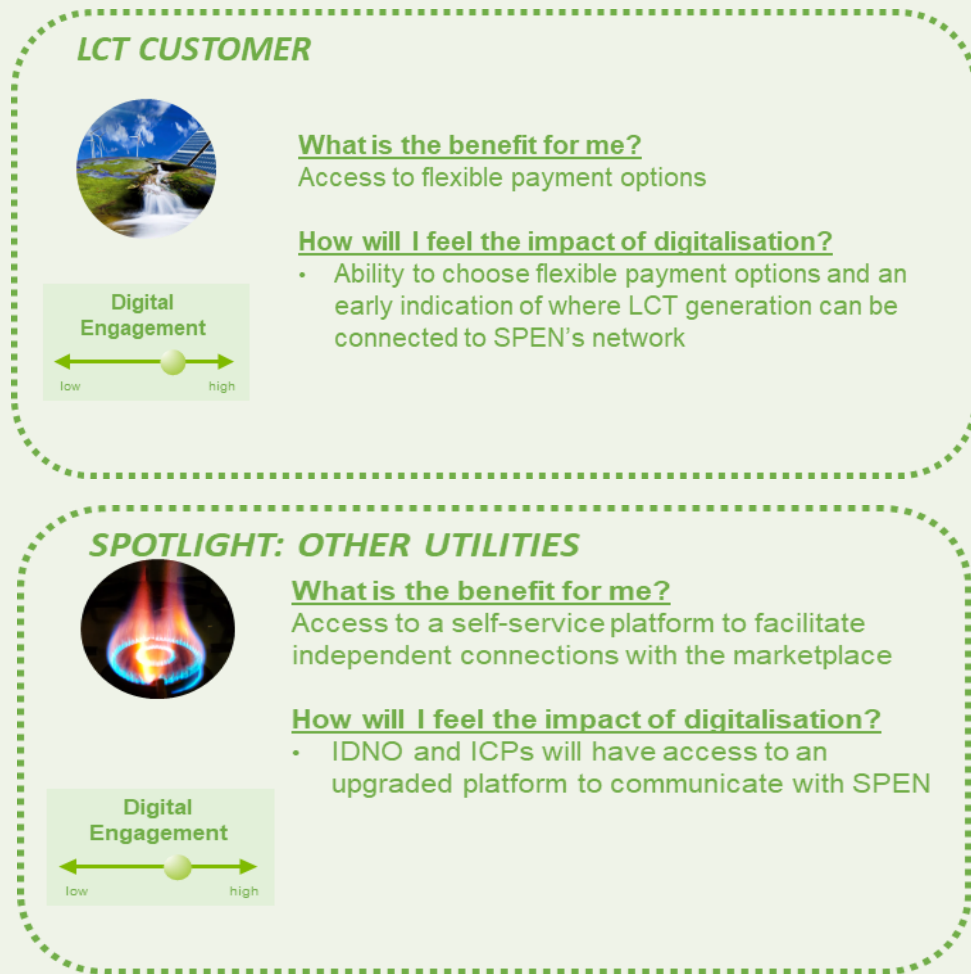 LCT CUSTOMER
What is the benefit for me?
Access to flexible payment options
How will I feel the impact of digitalisation?
• Ability to choose flexible payment options and an
early indication of where LCT generation can be
connected to SPEN’s network
Digital
Engagement
low high
SPOTLIGHT: OTHER UTILITIES
What is the benefit for me?
Access to a self-service platform to facilitate
independent connections with the marketplace
How will I feel the impact of digitalisation?
• IDNO and ICPs will have access to an
upgraded platform to communicate with SPEN
Digital
Engagement
low high